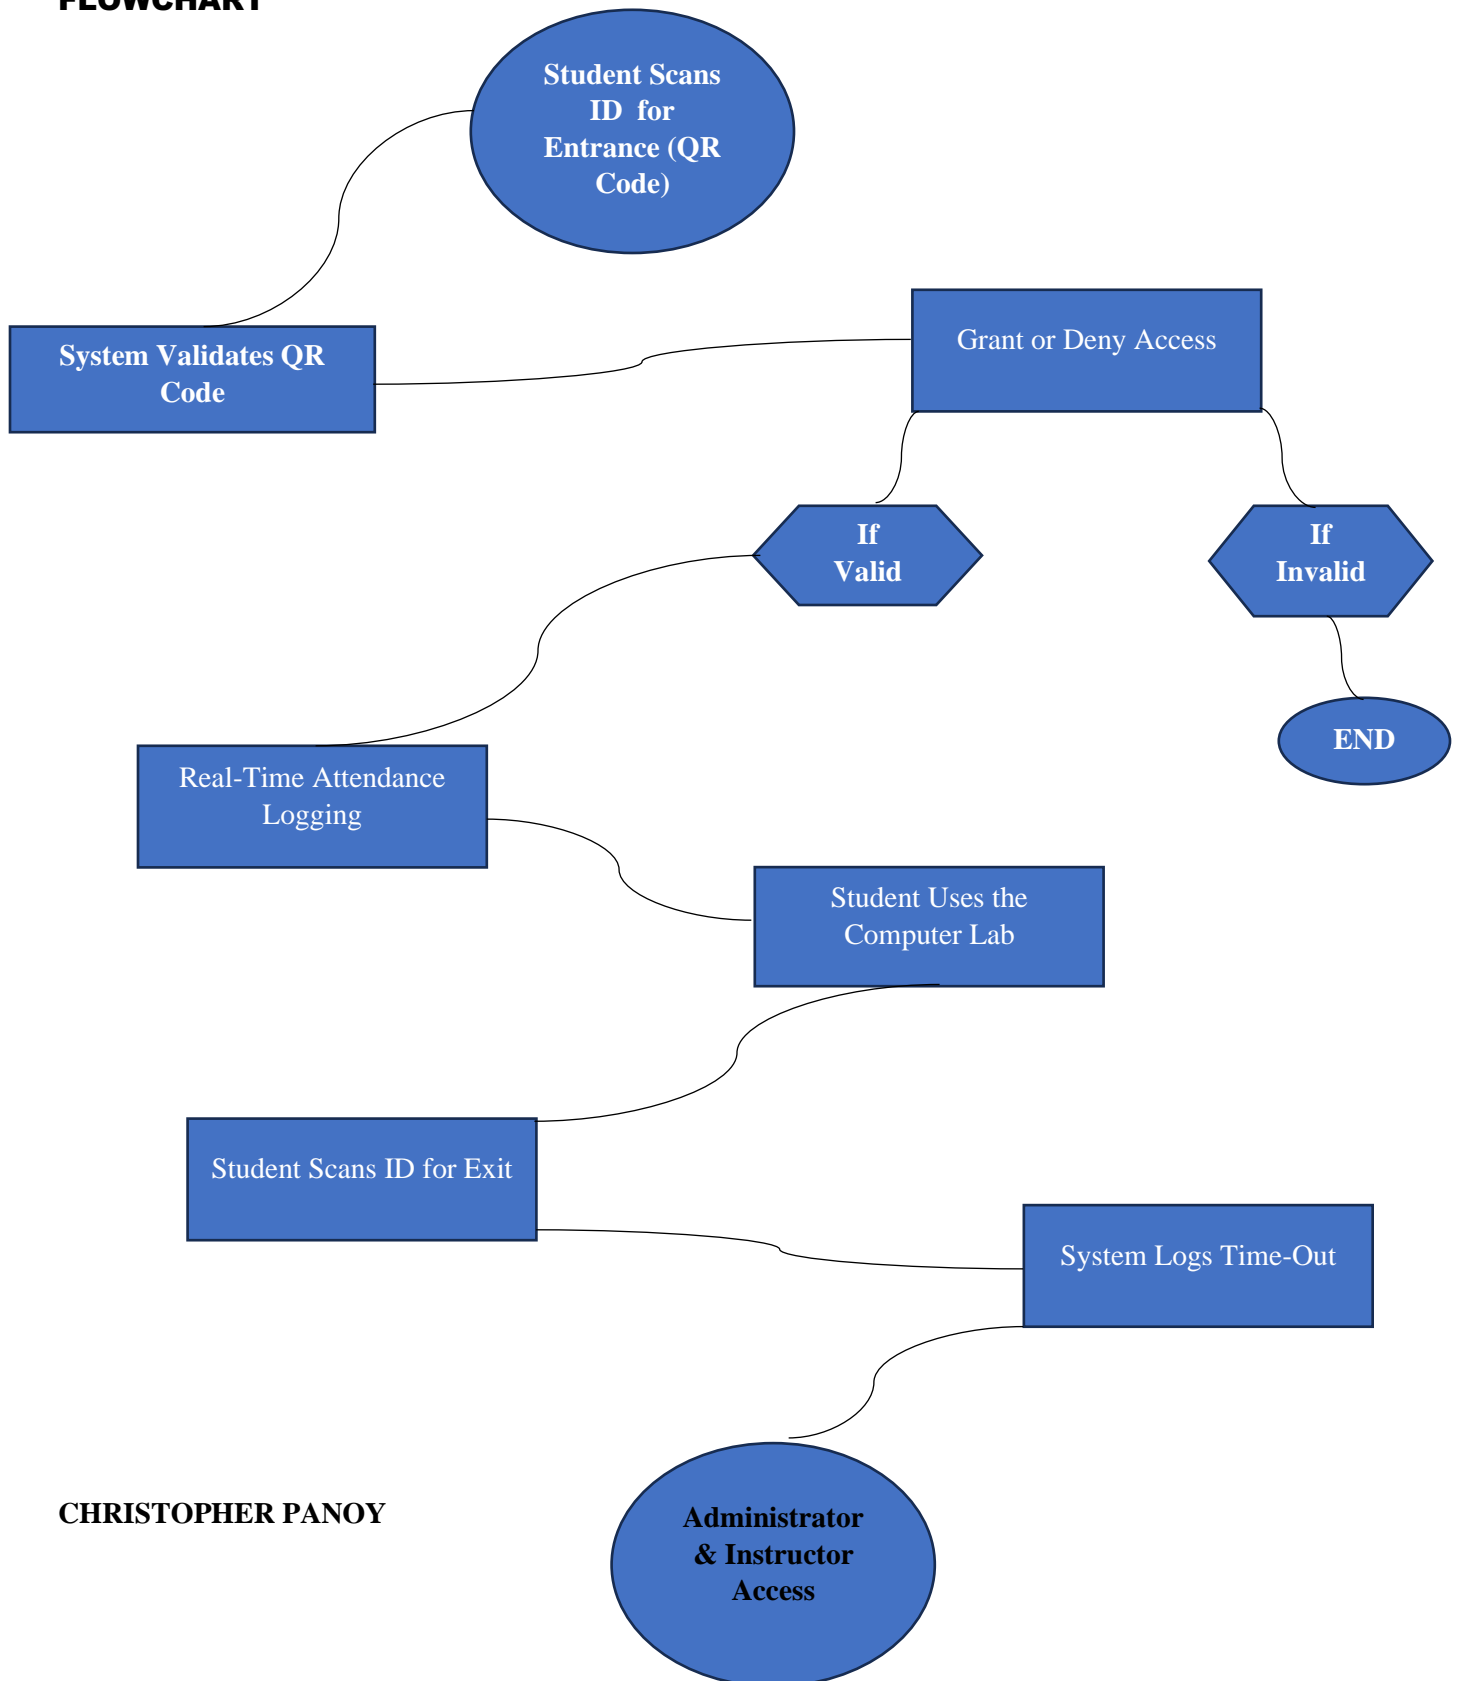 FLOWCHART
Student Scans
ID for
Entrance (QR
Code)
System Validates QR
Code
Grant or Deny Access
If
Valid
If
Invalid
END
Real-Time Attendance
Logging
Student Uses the
Computer Lab
Student Scans ID for Exit
System Logs Time-Out
CHRISTOPHER PANOY
Administrator
& Instructor
Access